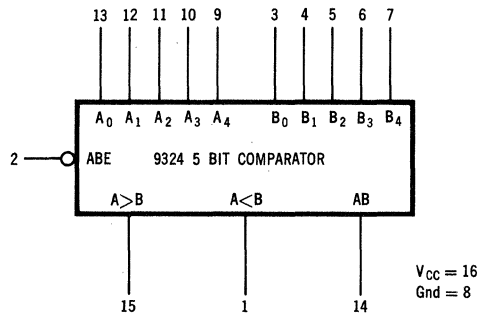 13 12 11 10 9 3 4 5 6 7
A0 A1 A2 A3 A4 B0 B1 B2 B3 B4
2 ABE 9324 5 BIT COMPARATOR
A>B A<B AB
15 1 14
VCC = 16
Gnd = 8